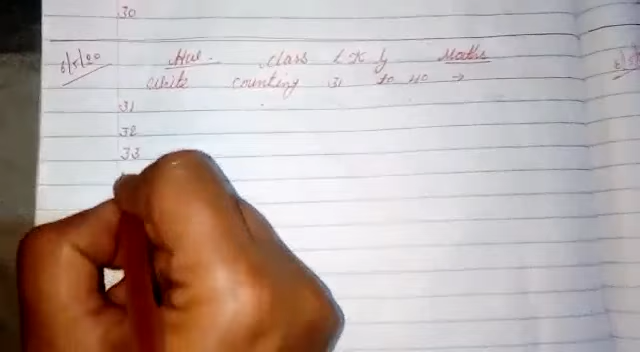 30
6/5/20 H.w. class LKG Maths
Write counting 31 to 40 →
31
32
33